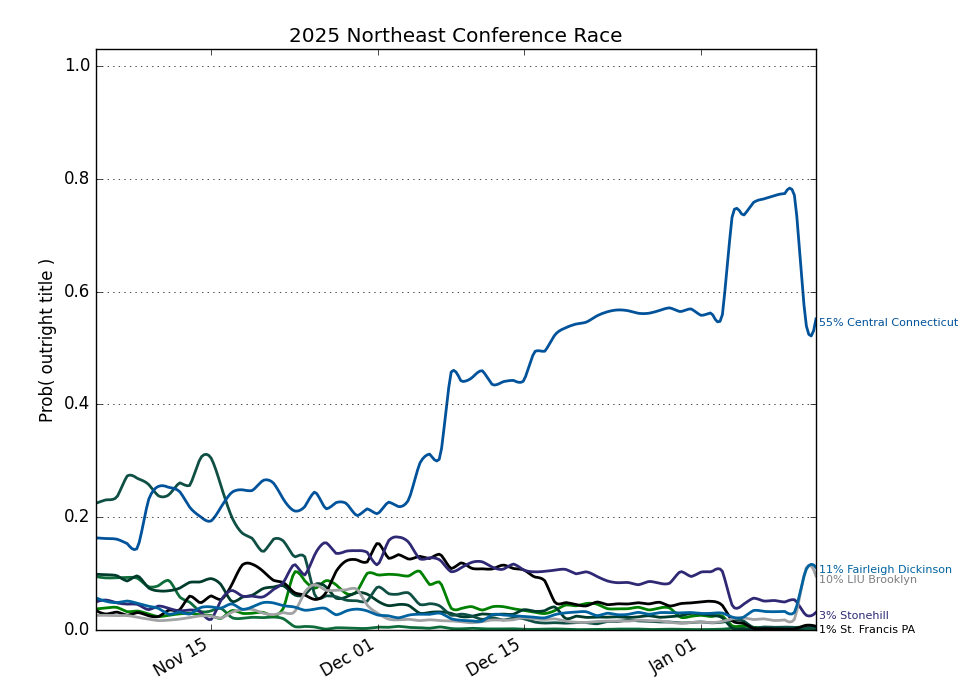 2025 Northeast Conference Race
Prob( outright title )
1.0
0.8
0.6
0.4
0.2
0.0
Nov 15
Dec 01
Dec 15
Jan 01
55% Central Connecticut
11% Fairleigh Dickinson
10% LIU Brooklyn
3% Stonehill
1% St. Francis PA